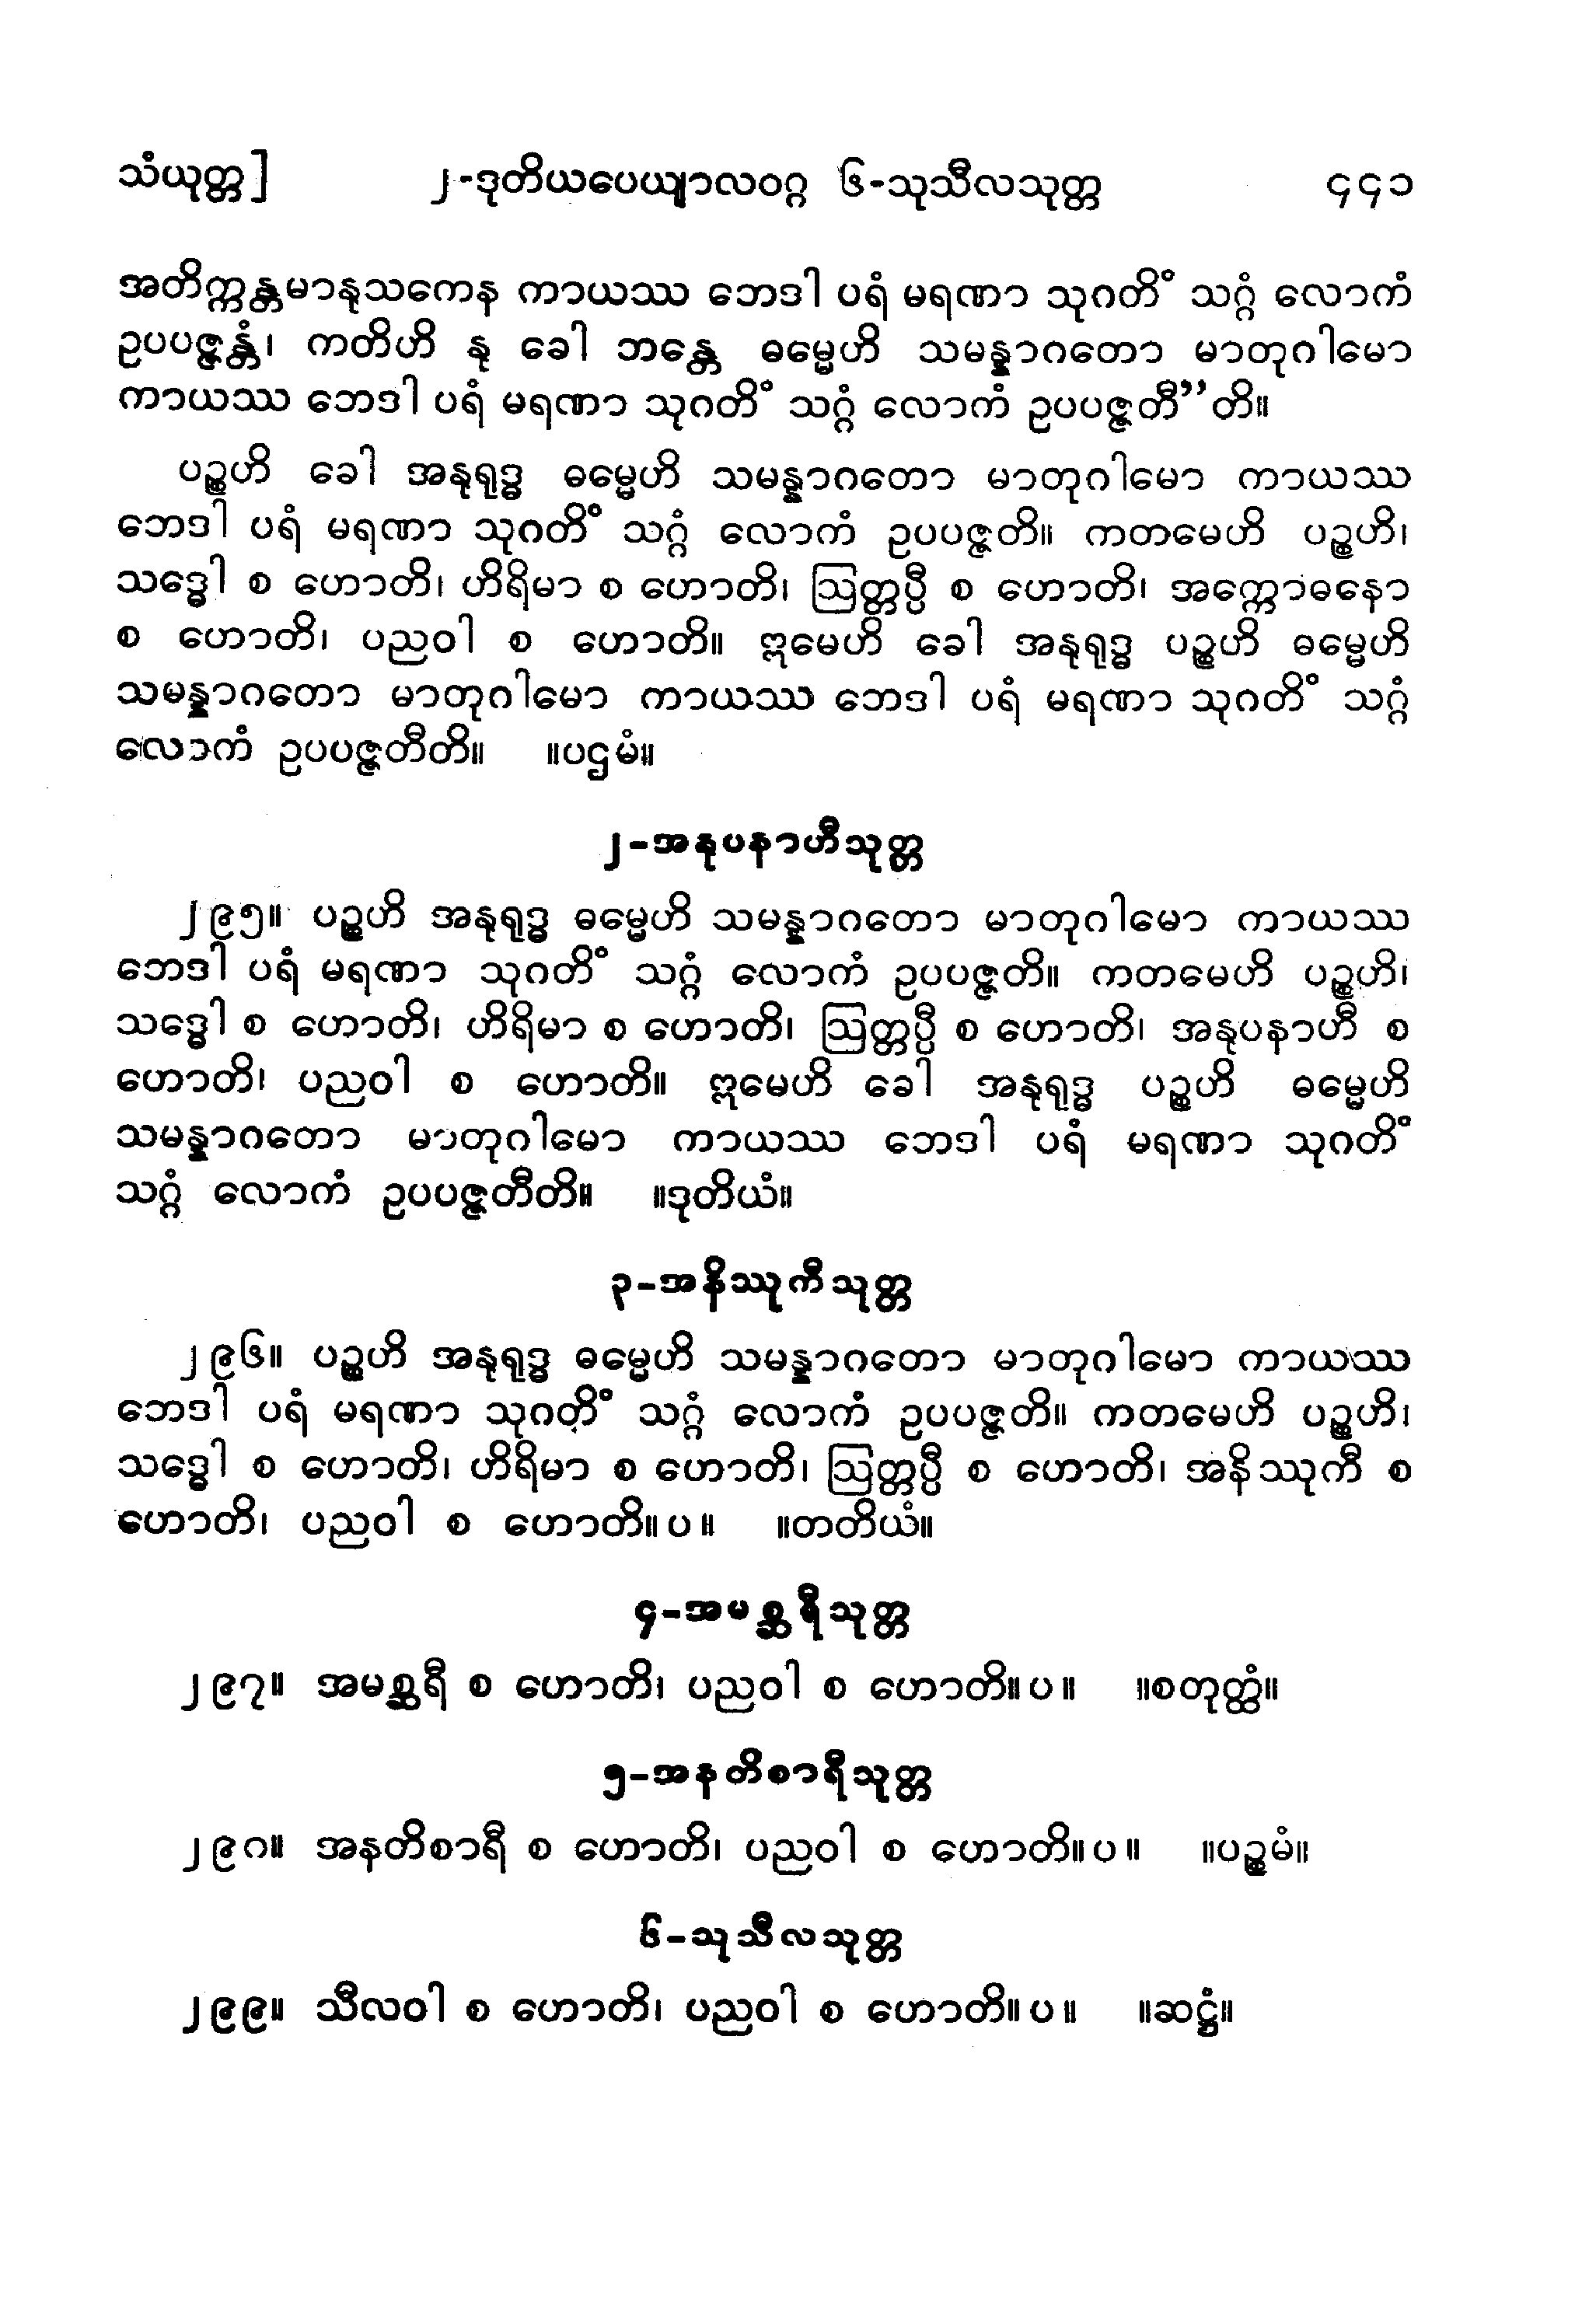 သံယုတ္တ] ၂-ဒုတိယပေယျာလဝဂ္ဂ ၆-သုသီလသုတ္တ ၄၄၁
အတိက္ကန္တမာနုသကေန ကာယဿ ဘေဒါ ပရံ မရဏာ သုဂတိံ သဂ္ဂံ လောကံ
ဥပပဇ္ဇန္တံ၊ ကတိဟိ နု ခေါ ဘန္တေ ဓမ္မေဟိ သမန္နာဂတော မာတုဂါမော
ကာယဿ ဘေဒါ ပရံ မရဏာ သုဂတိံ သဂ္ဂံ လောကံ ဥပပဇ္ဇတီ”တိ။
ပဉ္စဟိ ခေါ အနုရုဒ္ဓ ဓမ္မေဟိ သမန္နာဂတော မာတုဂါမော ကာယဿ
ဘေဒါ ပရံ မရဏာ သုဂတိံ သဂ္ဂံ လောကံ ဥပပဇ္ဇတိ။ ကတမေဟိ ပဉ္စဟိ၊
သဒ္ဓေါ စ ဟောတိ၊ ဟိရိမာ စ ဟောတိ၊ ဩတ္တပ္ပီ စ ဟောတိ၊ အက္ကောဓနော
စ ဟောတိ၊ ပညဝါ စ ဟောတိ။ ဣမေဟိ ခေါ အနုရုဒ္ဓ ပဉ္စဟိ ဓမ္မေဟိ
သမန္နာဂတော မာတုဂါမော ကာယဿ ဘေဒါ ပရံ မရဏာ သုဂတိံ သဂ္ဂံ
လောကံ ဥပပဇ္ဇတီတိ။ ။ပဌမံ။
၂-အနုပနာဟီသုတ္တ
၂၉၅။ ပဉ္စဟိ အနုရုဒ္ဓ ဓမ္မေဟိ သမန္နာဂတော မာတုဂါမော ကာယဿ
ဘေဒါ ပရံ မရဏာ သုဂတိံ သဂ္ဂံ လောကံ ဥပပဇ္ဇတိ။ ကတမေဟိ ပဉ္စဟိ၊
သဒ္ဓေါ စ ဟောတိ၊ ဟိရိမာ စ ဟောတိ၊ ဩတ္တပ္ပီ စ ဟောတိ၊ အနုပနာဟီ စ
ဟောတိ၊ ပညဝါ စ ဟောတိ။ ဣမေဟိ ခေါ အနုရုဒ္ဓ ပဉ္စဟိ ဓမ္မေဟိ
သမန္နာဂတော မာတုဂါမော ကာယဿ ဘေဒါ ပရံ မရဏာ သုဂတိံ
သဂ္ဂံ လောကံ ဥပပဇ္ဇတီတိ။ ။ဒုတိယံ။
၃-အနိဿုကီသုတ္တ
၂၉၆။ ပဉ္စဟိ အနုရုဒ္ဓ ဓမ္မေဟိ သမန္နာဂတော မာတုဂါမော ကာယဿ
ဘေဒါ ပရံ မရဏာ သုဂတိံ သဂ္ဂံ လောကံ ဥပပဇ္ဇတိ။ ကတမေဟိ ပဉ္စဟိ၊
သဒ္ဓေါ စ ဟောတိ၊ ဟိရိမာ စ ဟောတိ၊ ဩတ္တပ္ပီ စ ဟောတိ၊ အနိဿုကီ စ
ဟောတိ၊ ပညဝါ စ ဟောတိ။ပ။ ။တတိယံ။
၄-အမစ္ဆရီသုတ္တ
၂၉၇။ အမစ္ဆရီ စ ဟောတိ၊ ပညဝါ စ ဟောတိ။ပ။ ။စတုတ္ထံ။
၅-အနတိစာရီသုတ္တ
၂၉၈။ အနတိစာရီ စ ဟောတိ၊ ပညဝါ စ ဟောတိ။ပ။ ။ပဉ္စမံ။
၆-သုသီလသုတ္တ
၂၉၉။ သီလဝါ စ ဟောတိ၊ ပညဝါ စ ဟောတိ။ပ။ ။ဆဋ္ဌံ။